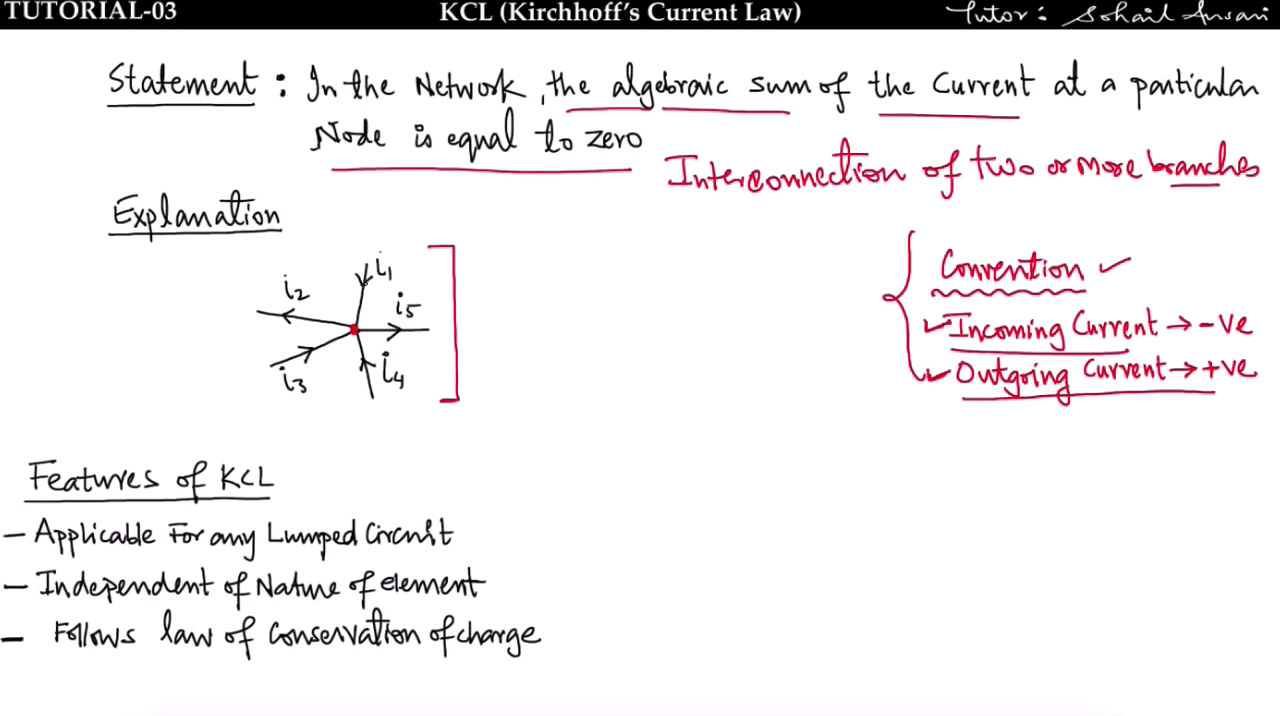 TUTORIAL-03 KCL (Kirchhoff's Current Law) Tutor: Sohail Ansari
Statement : In the Network, the algebraic sum of the Current at a particular
Node is equal to zero
Interconnection of two or more branches
Explanation
i1
i2
i5
i3
i4
Convention ✓
✓ Incoming Current → -ve
✓ Outgoing Current → +ve
Features of KCL
– Applicable For any Lumped Circuit
– Independent of Nature of element
– Follows law of Conservation of charge